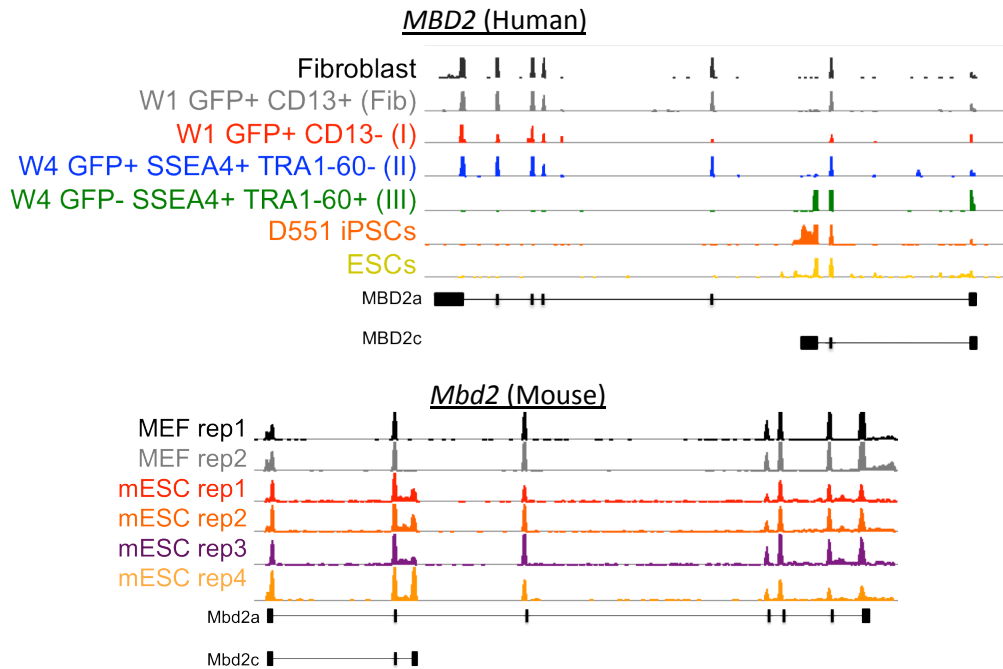 MBD2 (Human)
Fibroblast
W1 GFP+ CD13+ (Fib)
W1 GFP+ CD13- (I)
W4 GFP+ SSEA4+ TRA1-60- (II)
W4 GFP- SSEA4+ TRA1-60+ (III)
D551 iPSCs
ESCs
MBD2a
MBD2c
Mbd2 (Mouse)
MEF rep1
MEF rep2
mESC rep1
mESC rep2
mESC rep3
mESC rep4
Mbd2a
Mbd2c